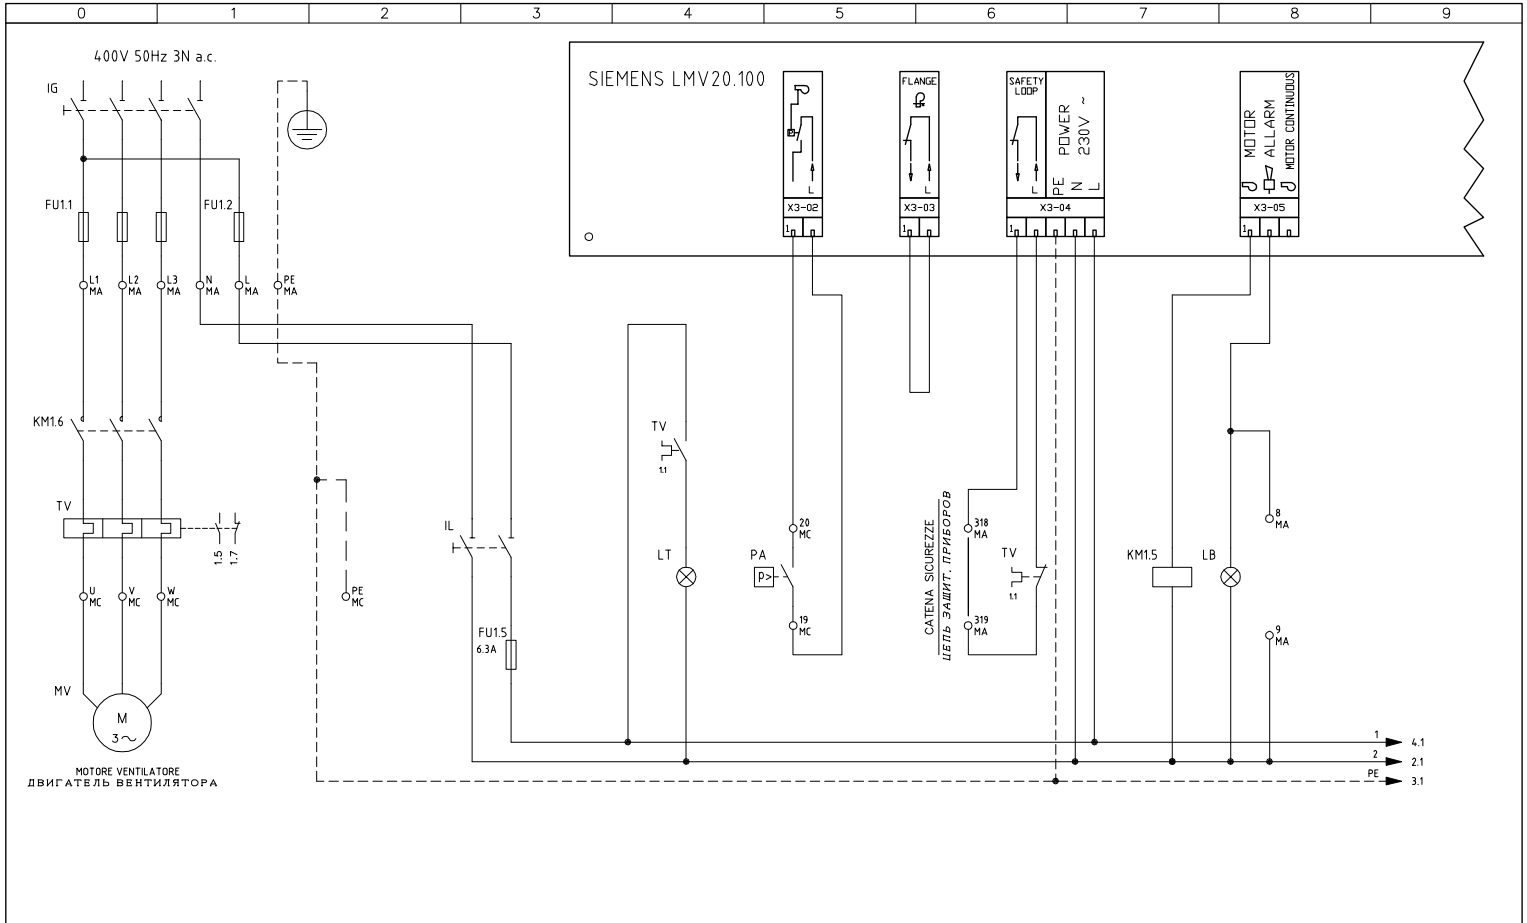 0 1 2 3 4 5 6 7 8 9
400V 50Hz 3N a.c.
IG
SIEMENS LMV20.100
FLANGE
SAFETY
LOOP
POWER
230V ~
PE
N
L
MOTOR
ALLARM
MOTOR CONTINUOUS
L
L
L
X3-02
X3-03
X3-04
X3-05
1
1
1
1
FU1.1
FU1.2
L1
MA
L2
MA
L3
MA
N
MA
L
MA
PE
MA
KM1.6
TV
1.5
1.7
U
MC
V
MC
W
MC
PE
MC
MV
M
3~
MOTORE VENTILATORE
ДВИГАТЕЛЬ ВЕНТИЛЯТОРА
IL
FU1.5
6.3A
TV
1.1
LT
20
MC
PA
P>
19
MC
CATENA SICUREZZE
ЦЕПЬ ЗАЩИТ. ПРИБОРОВ
318
MA
TV
1.1
319
MA
KM1.5
LB
8
MA
9
MA
1 4.1
2 2.1
PE 3.1